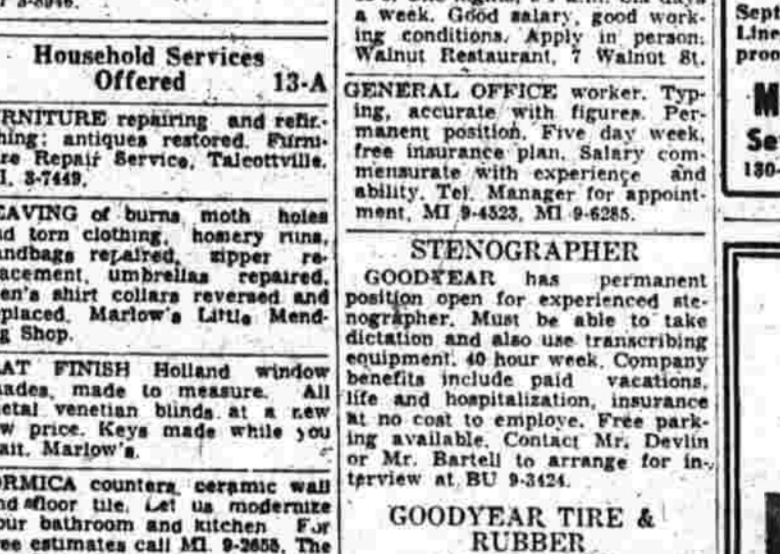 Household Services
Offered 13-A
RNITURE repairing and refin-
hing; antiques restored. Furni-
re Repair Service, Talcottville.
I. 3-7449.
EAVING of burns moth holes
nd torn clothing, hosiery runs,
andbags repaired, zipper re-
acement, umbrellas repaired,
en's shirt collars reversed and
placed. Marlow's Little Mend-
g Shop.
AT FINISH Holland window
ades, made to measure. All
etal venetian blinds at a new
w price. Keys made while you
ait. Marlow's.
ORMICA counters, ceramic wall
nd floor tile. Let us modernize
our bathroom and kitchen For
ee estimates call MI. 9-2655. The
a week. Good salary, good work-
ing conditions. Apply in person:
Walnut Restaurant, 7 Walnut St.
GENERAL OFFICE worker. Typ-
ing, accurate with figures. Per-
manent position. Five day week,
free insurance plan. Salary com-
mensurate with experience and
ability. Tel. Manager for appoint-
ment, MI 9-4523, MI 9-6285.
STENOGRAPHER
GOODYEAR has permanent
position open for experienced ste-
nographer. Must be able to take
dictation and also use transcribing
equipment. 40 hour week. Company
benefits include paid vacations,
life and hospitalization, insurance
at no cost to employe. Free park-
ing available. Contact Mr. Devlin
or Mr. Bartell to arrange for in-
terview at BU 9-3424.
GOODYEAR TIRE &
RUBBER
Sep
Line
proo
M
Se
130-